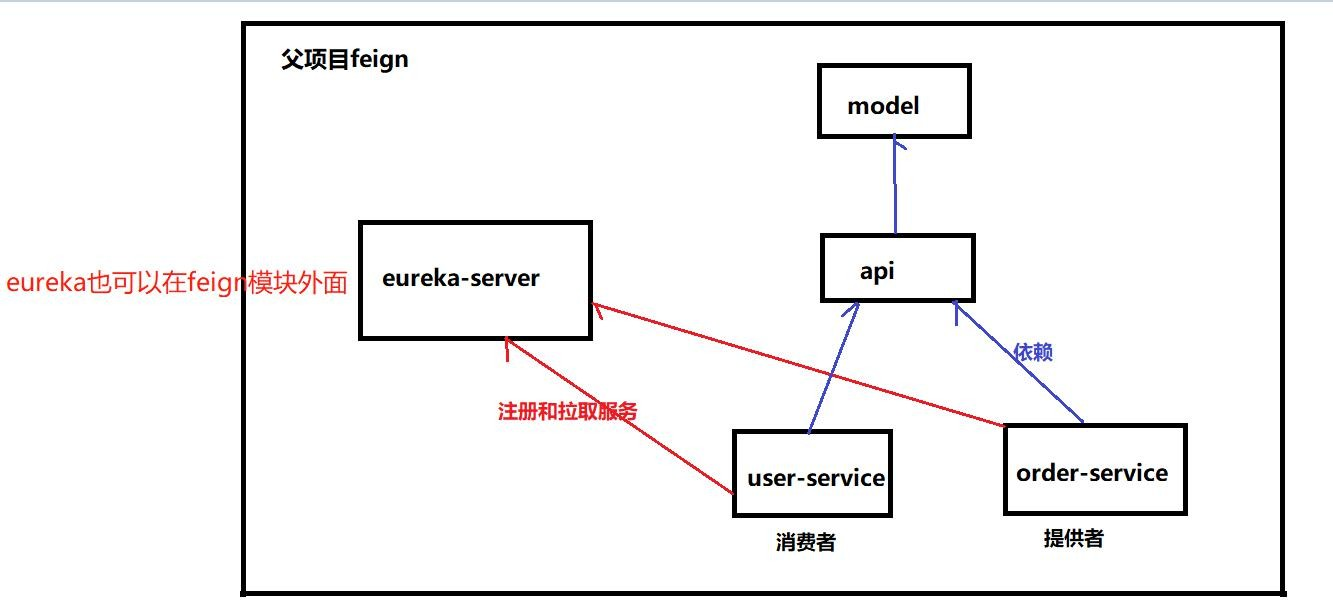 父项目feign
model
eureka-server
api
eureka也可以在feign模块外面
依赖
注册和拉取服务
user-service
order-service
消费者
提供者